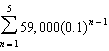 5
∑ 59,000(0.1)ⁿ⁻¹
n=1